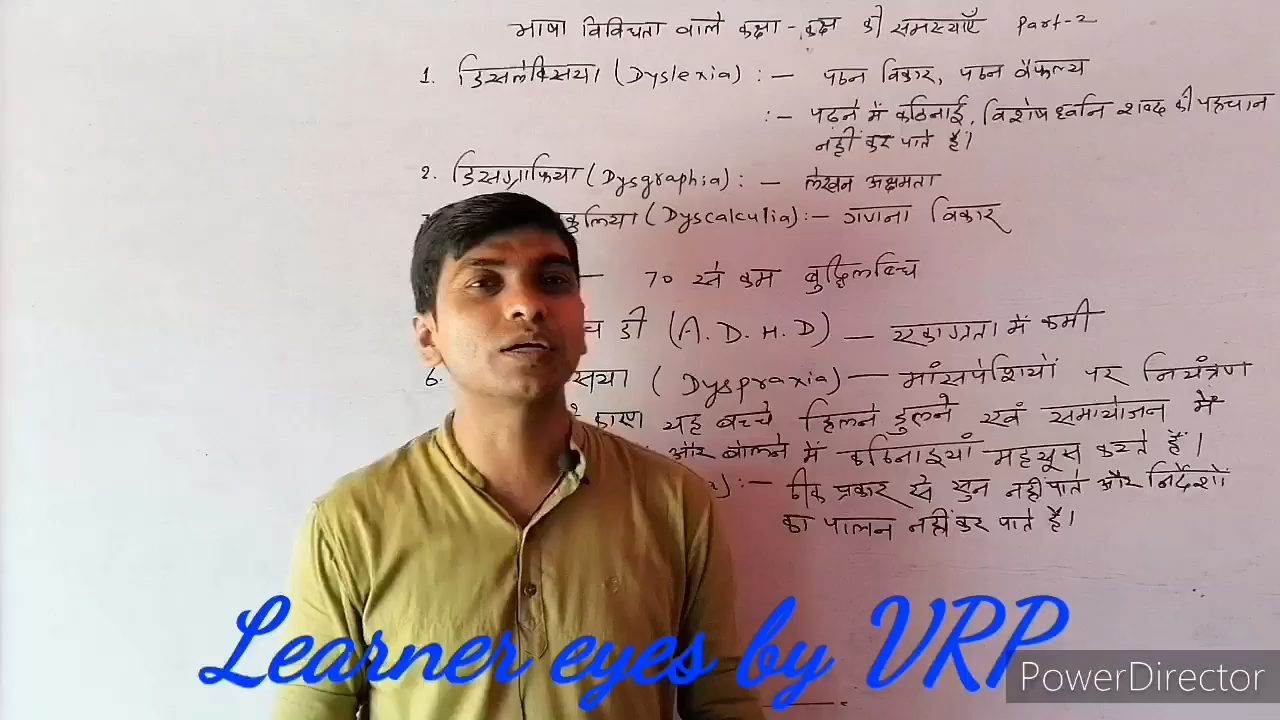 भाषा विविधता वाले कक्षा-कक्ष की समस्याएँ Part-2
1. डिसलेक्सिया (Dyslexia) :- पठन विकार, पठन वैफल्य
:- पढ़ने में कठिनाई, विशेष ध्वनि शब्द की पहचान
नहीं कर पाते हैं।
2. डिसग्राफिया (Dysgraphia) :- लेखन अक्षमता
कुलिया (Dyscalculia) :- गणना विकार
70 से कम बुद्धिलब्धि
डी (A.D.H.D) - एकाग्रता में कमी
6. सया (Dyspraxia) - मांसपेशियों पर नियंत्रण
यह बच्चे हिलने डुलने एवं समायोजन में
और बोलने में कठिनाइयां महसूस करते हैं।
:- ठीक प्रकार से सुन नहीं पाते और निर्देशों
का पालन नहीं कर पाते हैं।
Learner eyes by VRP
PowerDirector